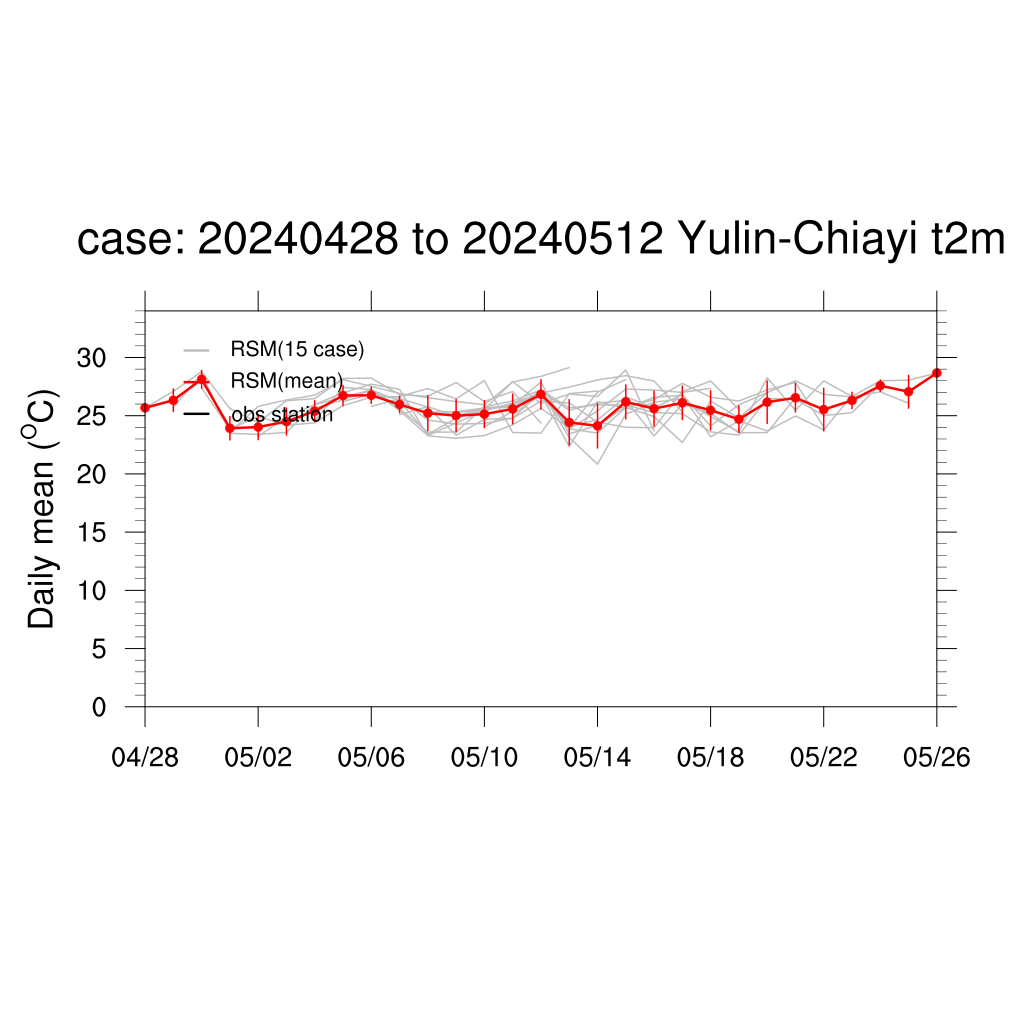 case: 20240428 to 20240512 Yulin-Chiayi t2m
RSM(15 case)
RSM(mean)
obs station
Daily mean (OC)
30
25
20
15
10
5
0
04/28 05/02 05/06 05/10 05/14 05/18 05/22 05/26